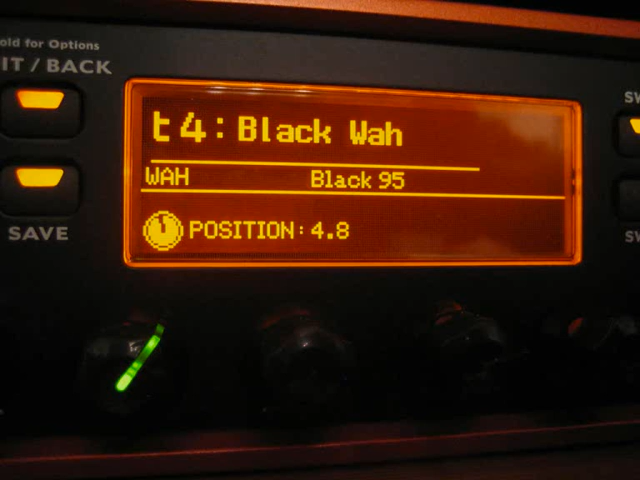 old for Options
IT / BACK
t4: Black Wah
WAH Black 95
POSITION: 4.8
SAVE
SW
SW